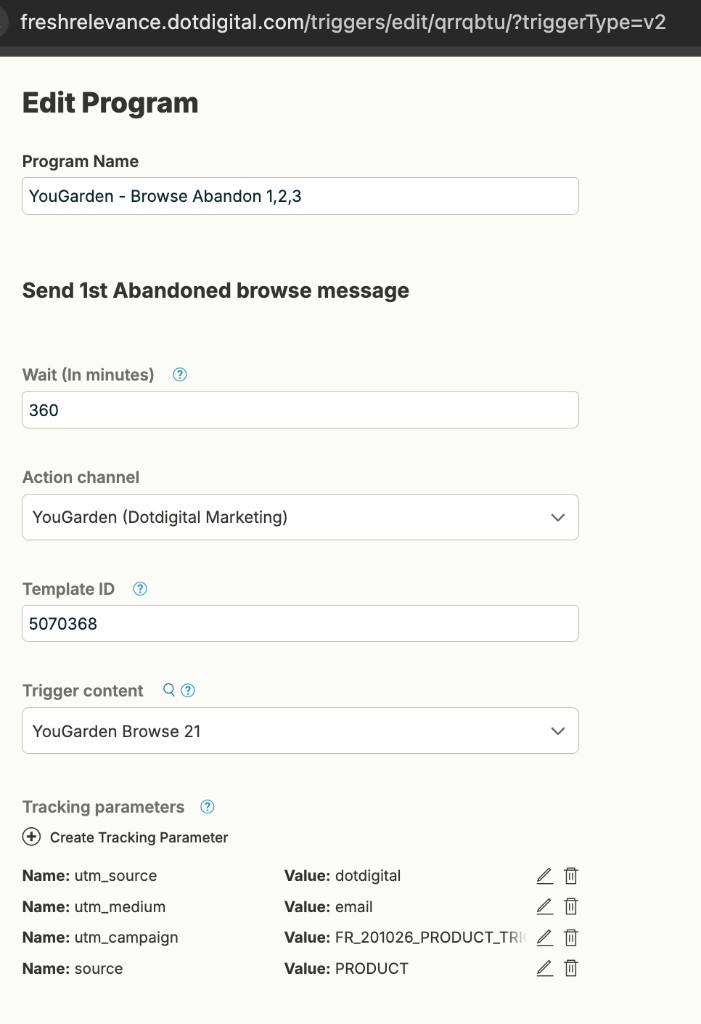 freshrelevance.dotdigital.com/triggers/edit/qrrqbtu/?triggerType=v2
Edit Program
Program Name
YouGarden - Browse Abandon 1,2,3
Send 1st Abandoned browse message
Wait (In minutes) ?
360
Action channel
YouGarden (Dotdigital Marketing)
Template ID ?
5070368
Trigger content ?
YouGarden Browse 21
Tracking parameters ?
Create Tracking Parameter
Name: utm_source Value: dotdigital
Name: utm_medium Value: email
Name: utm_campaign Value: FR_201026_PRODUCT_TRI
Name: source Value: PRODUCT